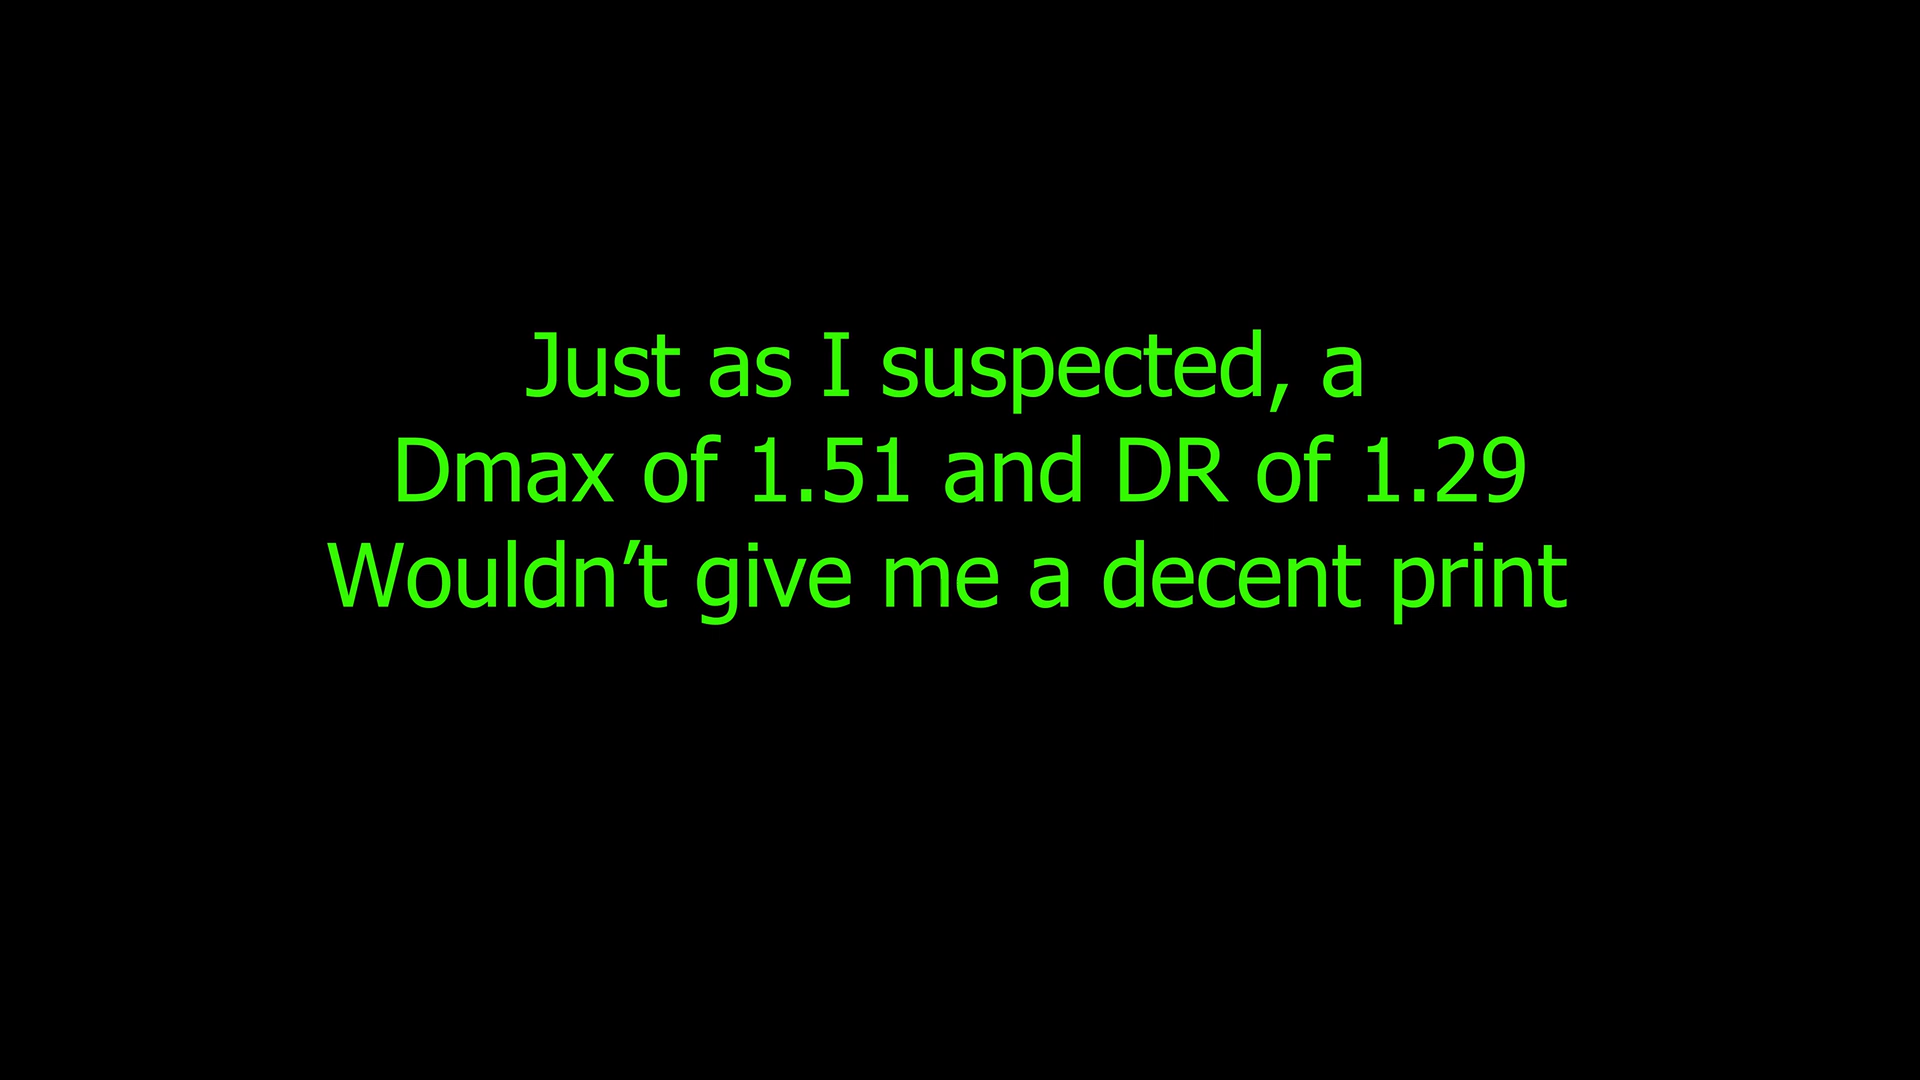 Just as I suspected, a
Dmax of 1.51 and DR of 1.29
Wouldn’t give me a decent print